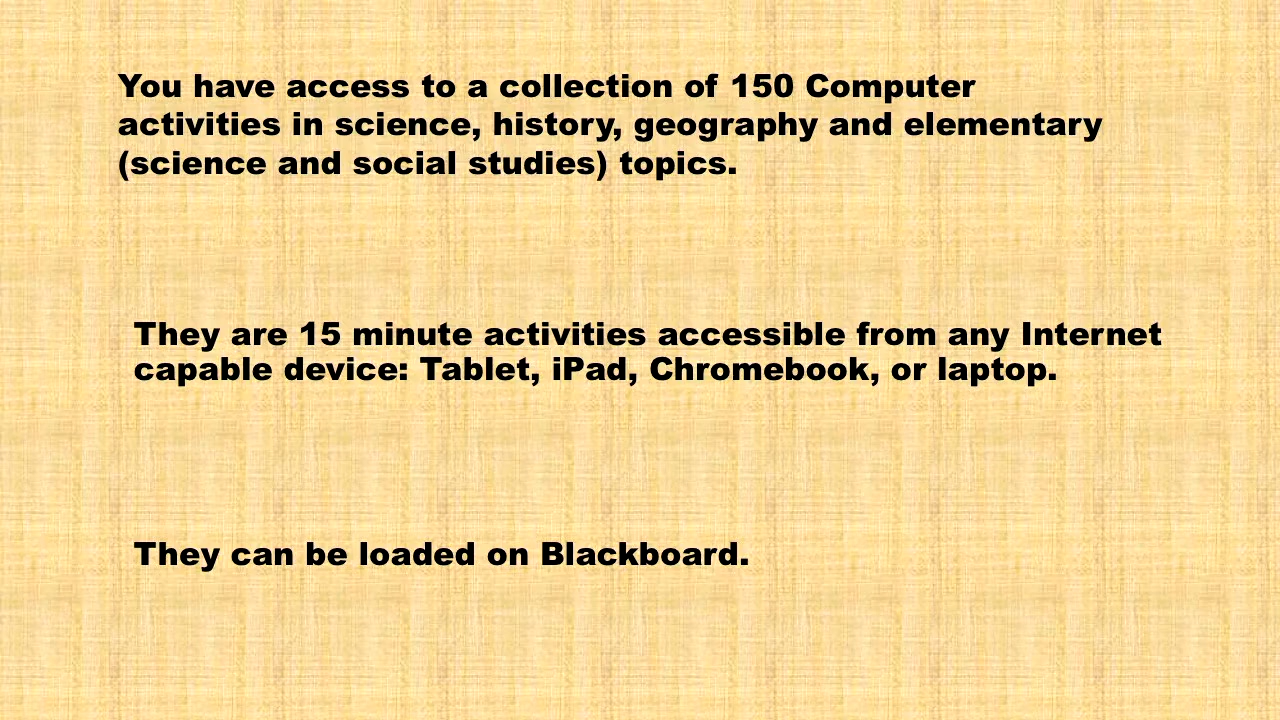 You have access to a collection of 150 Computer
activities in science, history, geography and elementary
(science and social studies) topics.
They are 15 minute activities accessible from any Internet
capable device: Tablet, iPad, Chromebook, or laptop.
They can be loaded on Blackboard.